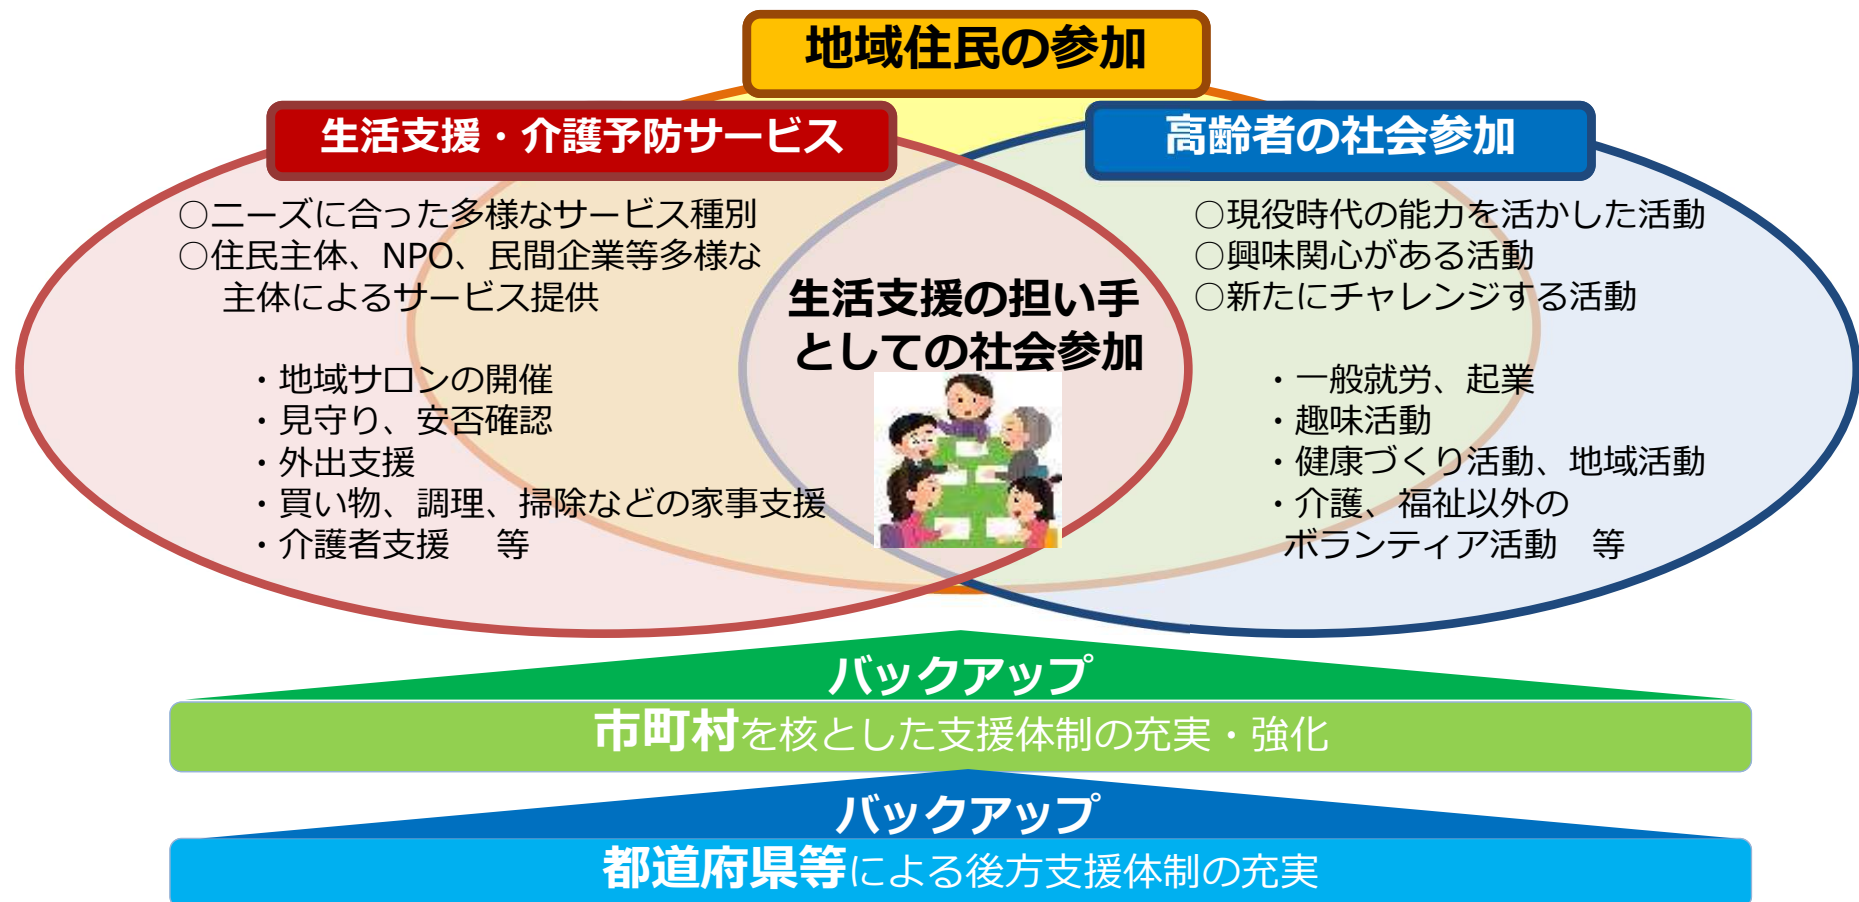 地域住民の参加
生活支援・介護予防サービス
○ニーズに合った多様なサービス種別
○住民主体、NPO、民間企業等多様な
主体によるサービス提供
・地域サロンの開催
・見守り、安否確認
・外出支援
・買い物、調理、掃除などの家事支援
・介護者支援　等
生活支援の担い手
としての社会参加
高齢者の社会参加
○現役時代の能力を活かした活動
○興味関心がある活動
○新たにチャレンジする活動
・一般就労、起業
・趣味活動
・健康づくり活動、地域活動
・介護、福祉以外の
ボランティア活動　等
バックアップ
市町村を核とした支援体制の充実・強化
バックアップ
都道府県等による後方支援体制の充実